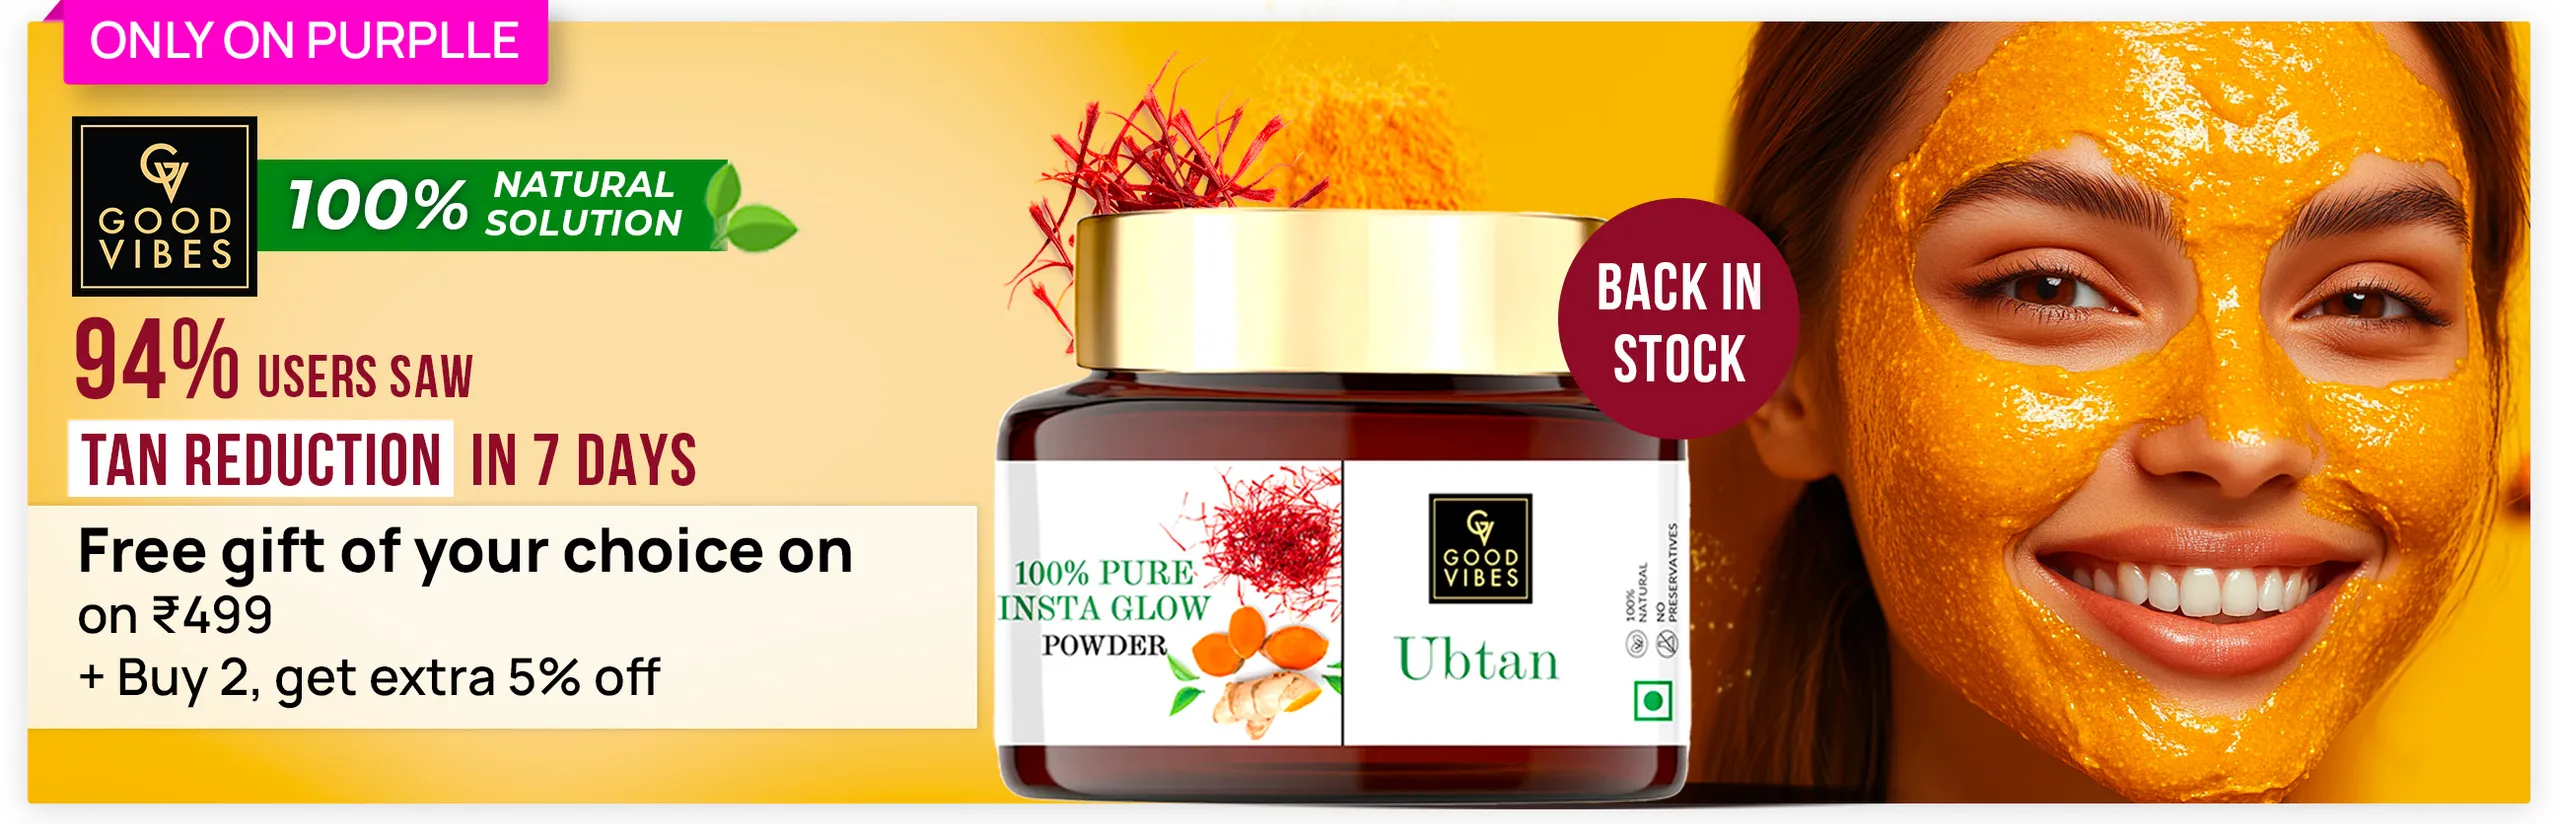 ONLY ON PURPLLE
GV
GOOD
VIBES
100% NATURAL
SOLUTION
94% USERS SAW
TAN REDUCTION IN 7 DAYS
Free gift of your choice on
on ₹499
+ Buy 2, get extra 5% off
BACK IN
STOCK
100% PURE
INSTA GLOW
POWDER
GV
GOOD
VIBES
Ubtan
100%
NATURAL
NO
PRESERVATIVES